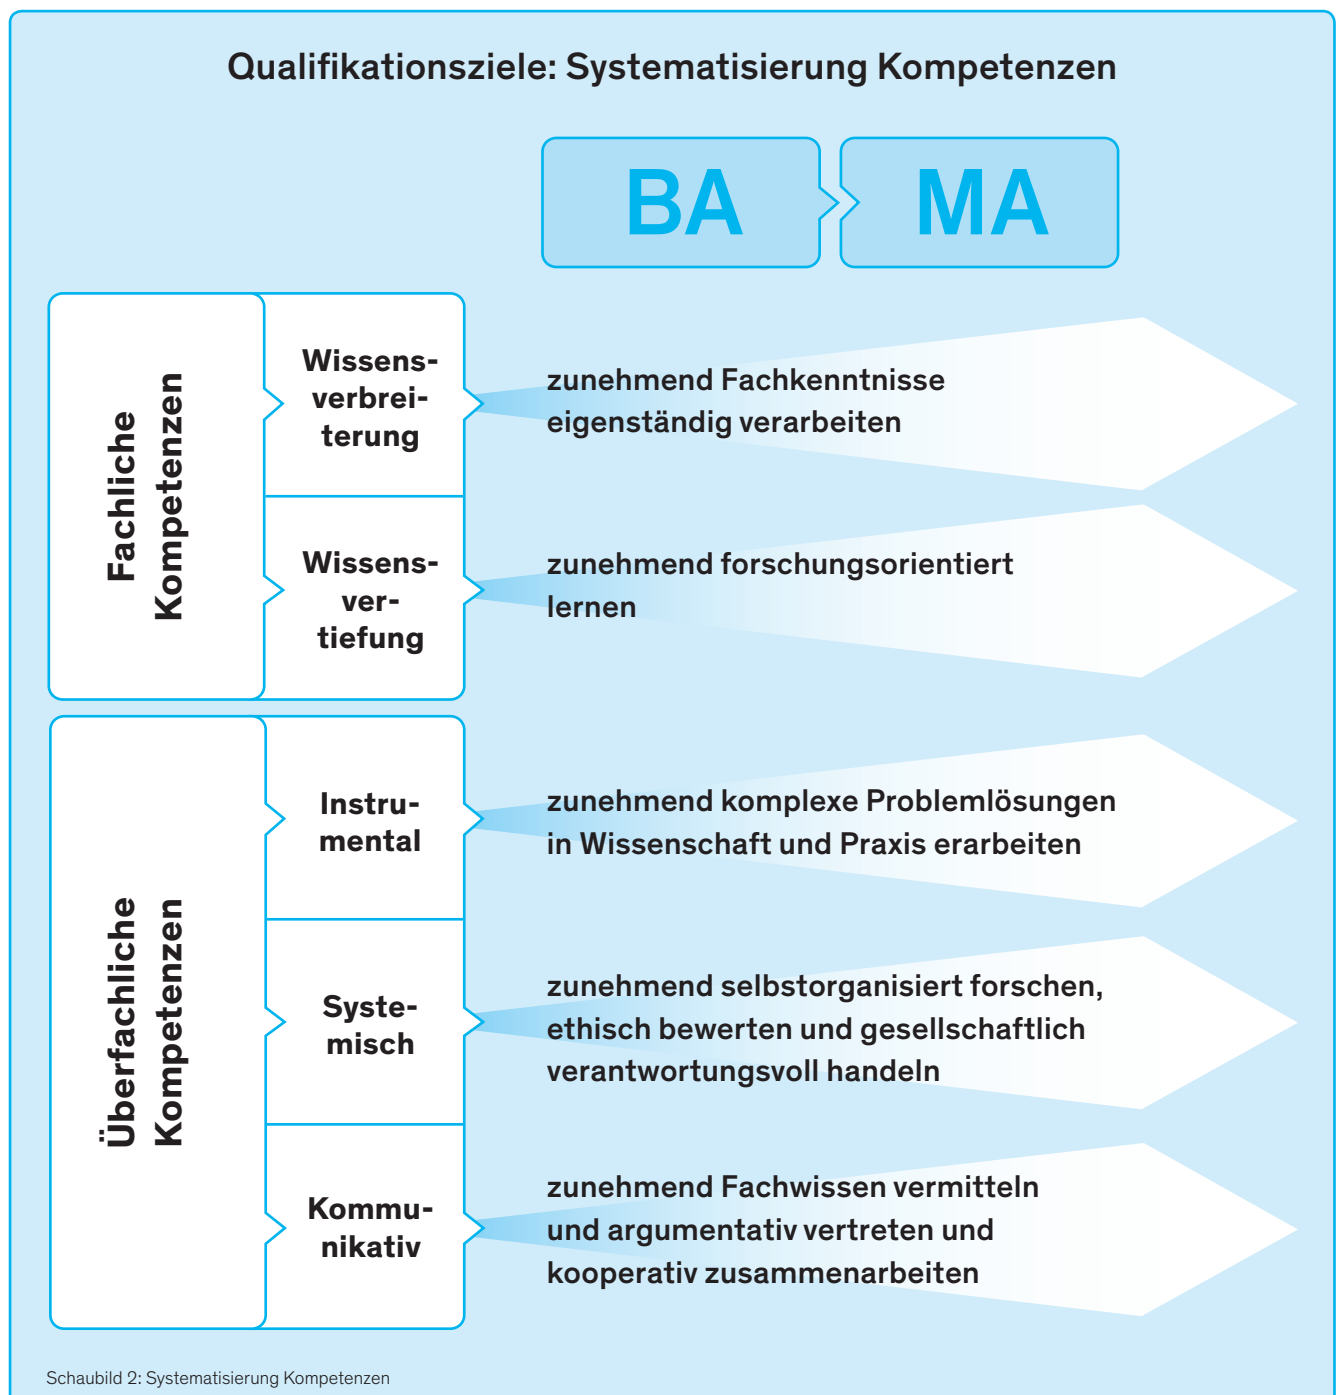 Qualifikationsziele: Systematisierung Kompetenzen
BA
MA
Fachliche
Kompetenzen
Wissens-
verbrei-
terung
zunehmend Fachkenntnisse
eigenständig verarbeiten
Wissens-
ver-
tiefung
zunehmend forschungsorientiert
lernen
Überfachliche
Kompetenzen
Instru-
mental
zunehmend komplexe Problemlösungen
in Wissenschaft und Praxis erarbeiten
Syste-
misch
zunehmend selbstorganisiert forschen,
ethisch bewerten und gesellschaftlich
verantwortungsvoll handeln
Kommu-
nikativ
zunehmend Fachwissen vermitteln
und argumentativ vertreten und
kooperativ zusammenarbeiten
Schaubild 2: Systematisierung Kompetenzen